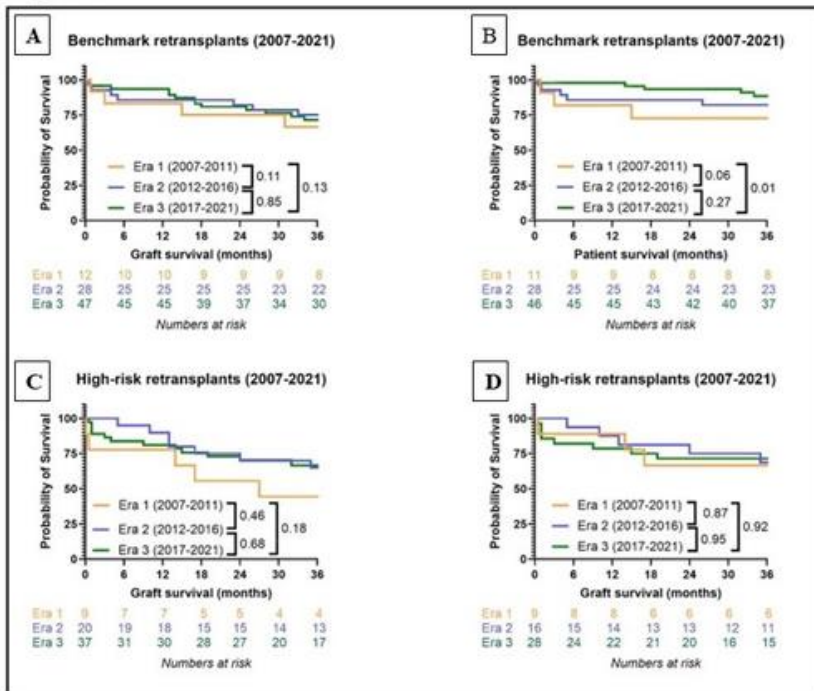 A
Benchmark retransplants (2007-2021)
Probability of Survival
100
75
50
25
0
Era 1 (2007-2011)
Era 2 (2012-2016)
Era 3 (2017-2021)
0.11
0.85
0.13
0 6 12 18 24 30 36
Graft survival (months)
Era 1 12 10 10 9 9 9 8
Era 2 28 25 25 25 25 23 22
Era 3 47 45 45 39 37 34 30
Numbers at risk
B
Benchmark retransplants (2007-2021)
Probability of Survival
100
75
50
25
0
Era 1 (2007-2011)
Era 2 (2012-2016)
Era 3 (2017-2021)
0.06
0.27
0.01
0 6 12 18 24 30 36
Patient survival (months)
Era 1 11 9 9 8 8 8 8
Era 2 28 25 25 24 24 23 23
Era 3 46 45 45 43 42 40 37
Numbers at risk
C
High-risk retransplants (2007-2021)
Probability of Survival
100
75
50
25
0
Era 1 (2007-2011)
Era 2 (2012-2016)
Era 3 (2017-2021)
0.46
0.68
0.18
0 6 12 18 24 30 36
Graft survival (months)
Era 1 9 7 7 5 5 4 4
Era 2 20 19 18 15 15 14 13
Era 3 37 31 30 28 27 20 17
Numbers at risk
D
High-risk retransplants (2007-2021)
Probability of Survival
100
75
50
25
0
Era 1 (2007-2011)
Era 2 (2012-2016)
Era 3 (2017-2021)
0.87
0.95
0.92
0 6 12 18 24 30 36
Graft survival (months)
Era 1 9 8 8 6 6 6 6
Era 2 16 15 14 13 13 12 11
Era 3 28 24 22 21 20 16 15
Numbers at risk